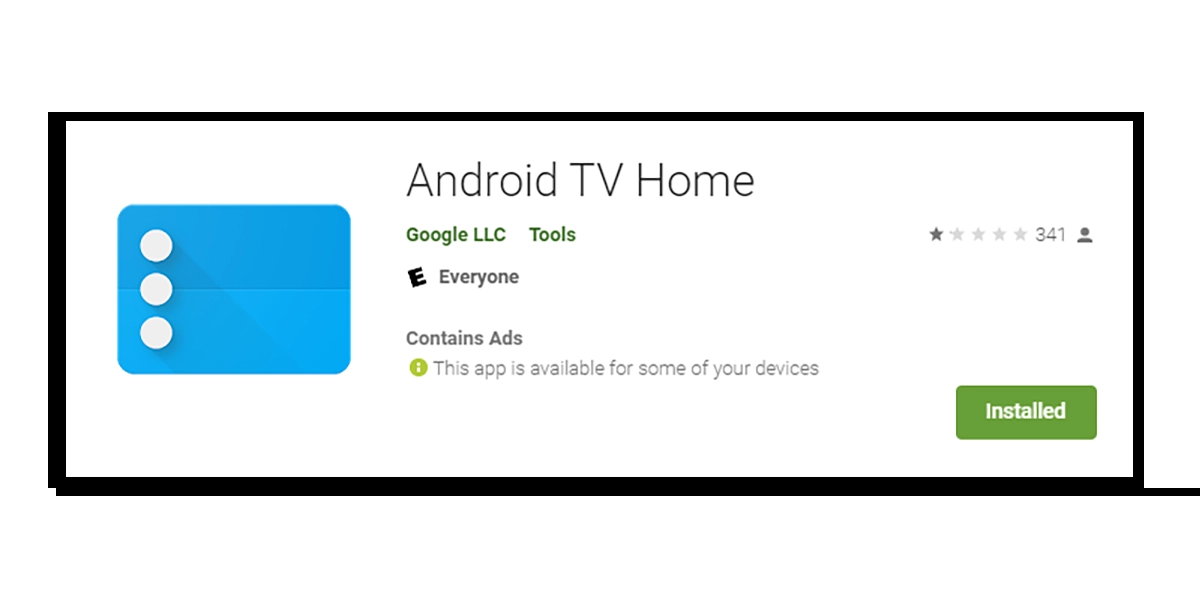 Android TV Home
Google LLC Tools 341
E Everyone
Contains Ads
This app is available for some of your devices
Installed